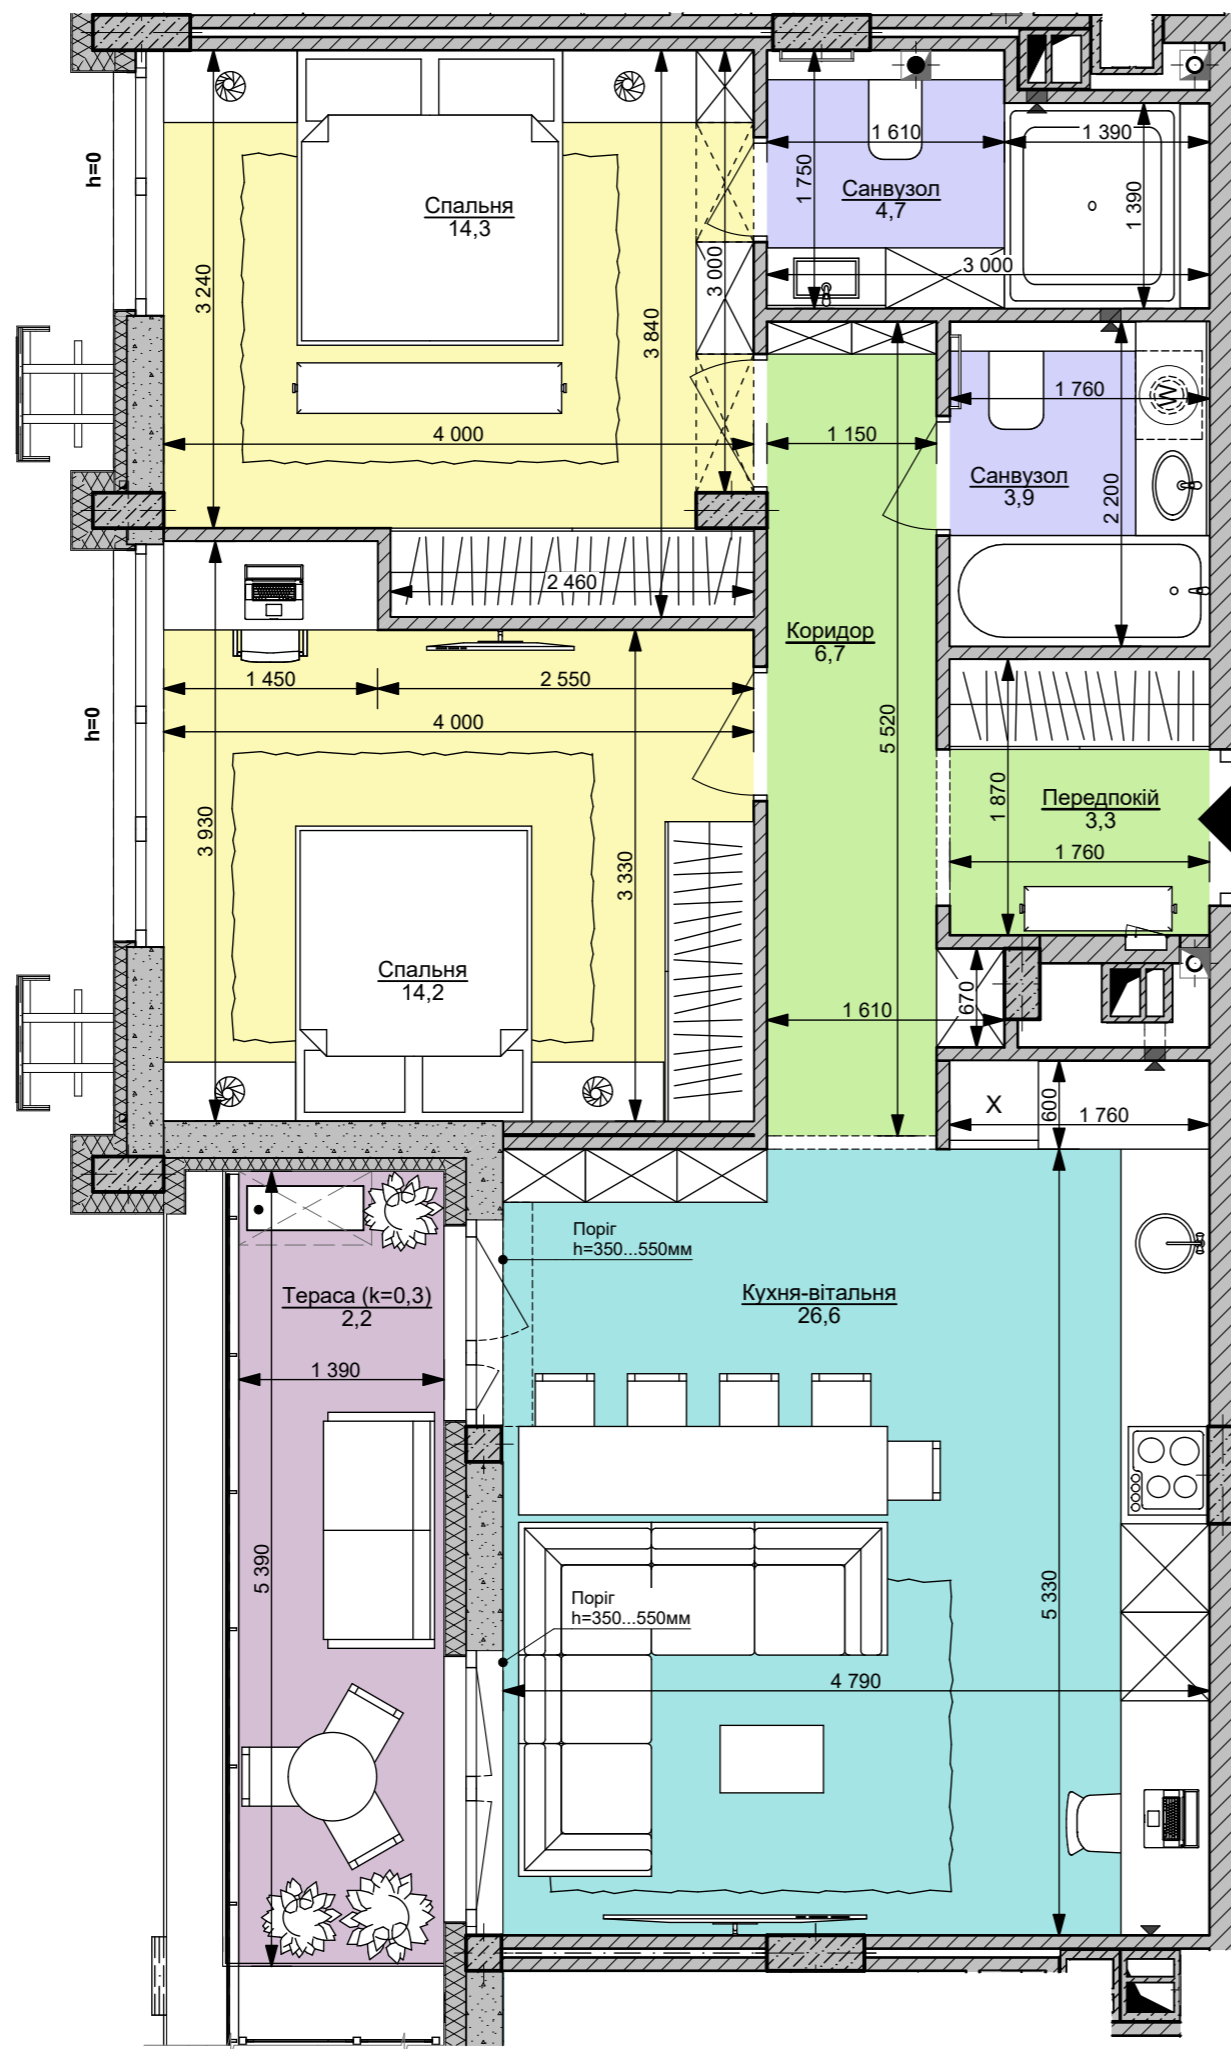 h=0
Спальня
14,3
3 240
3 840
3 000
4 000
1 750
1 610
1 390
Санвузол
4,7
1 390
3 000
1 150
1 760
Санвузол
3,9
2 200
2 460
Коридор
6,7
5 520
h=0
1 450
2 550
4 000
3 930
3 330
Спальня
14,2
1 870
Передпокій
3,3
1 760
1 610
670
X
600
1 760
Поріг
h=350...550мм
Тераса (k=0,3)
2,2
1 390
5 390
Кухня-вітальня
26,6
Поріг
h=350...550мм
5 330
4 790